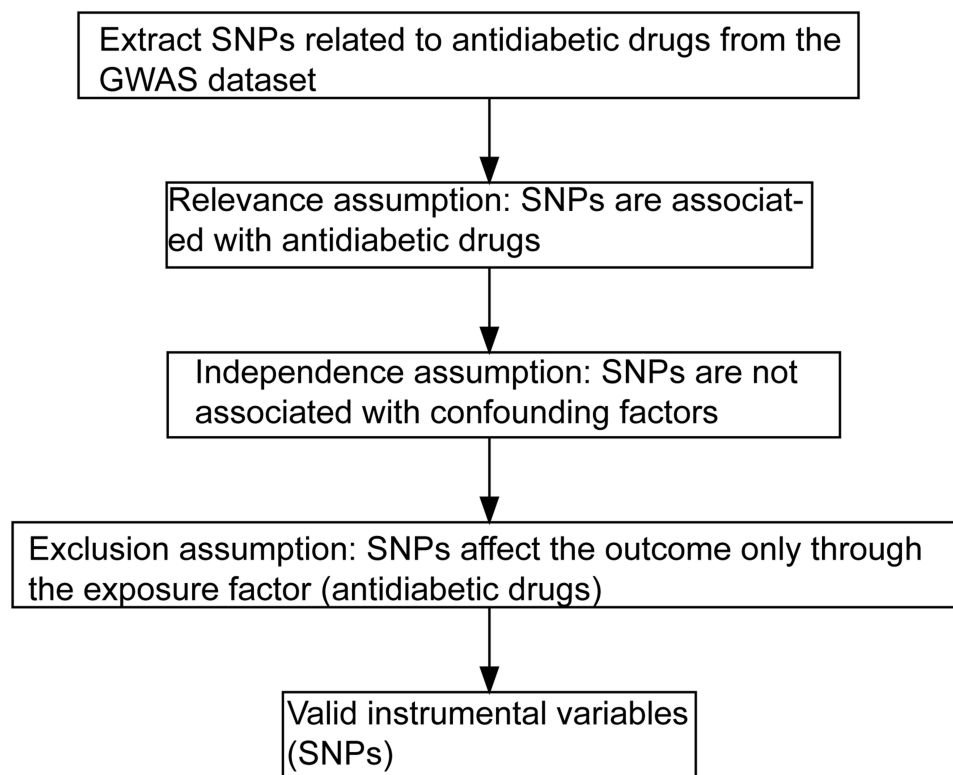 Extract SNPs related to antidiabetic drugs from the
GWAS dataset
Relevance assumption: SNPs are associat-
ed with antidiabetic drugs
Independence assumption: SNPs are not
associated with confounding factors
Exclusion assumption: SNPs affect the outcome only through
the exposure factor (antidiabetic drugs)
Valid instrumental variables
(SNPs)